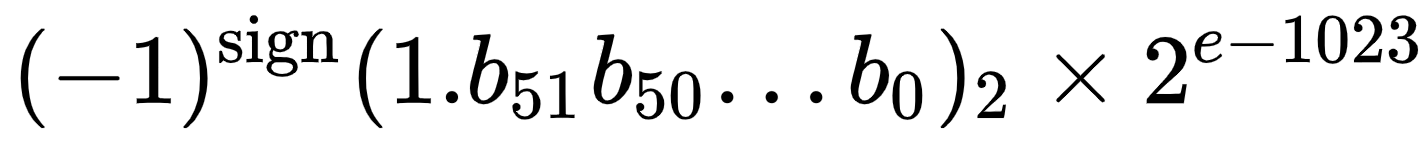 (−1)^sign (1.b₅₁b₅₀…b₀)₂ × 2^(e−1023)